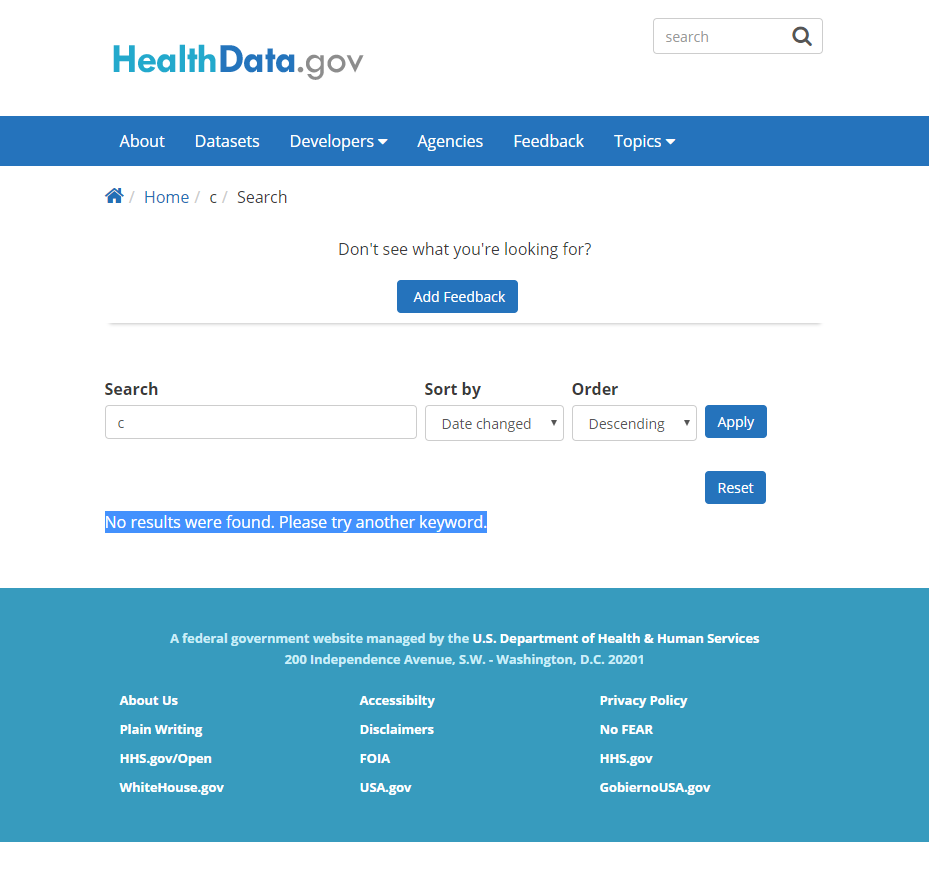 HealthData.gov
search
About Datasets Developers Agencies Feedback Topics
/ Home / c / Search
Don't see what you're looking for?
Add Feedback
Search Sort by Order
c Date changed Descending Apply
Reset
No results were found. Please try another keyword.
A federal government website managed by the U.S. Department of Health & Human Services
200 Independence Avenue, S.W. - Washington, D.C. 20201
About Us Accessibilty Privacy Policy
Plain Writing Disclaimers No FEAR
HHS.gov/Open FOIA HHS.gov
WhiteHouse.gov USA.gov GobiernoUSA.gov